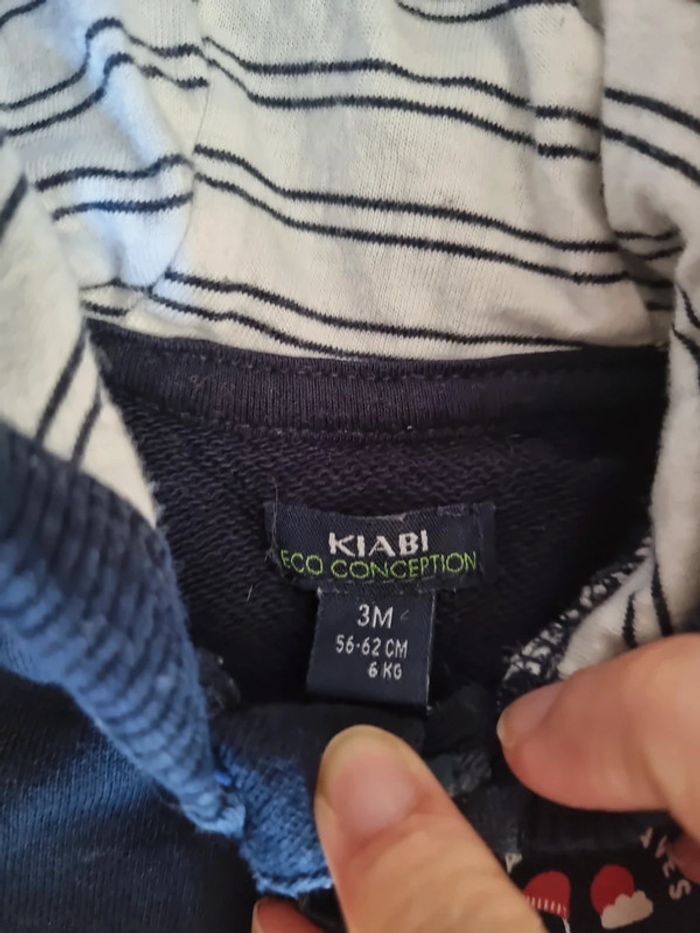 KIABI
ECO CONCEPTION
3M
56-62 CM
6 KG